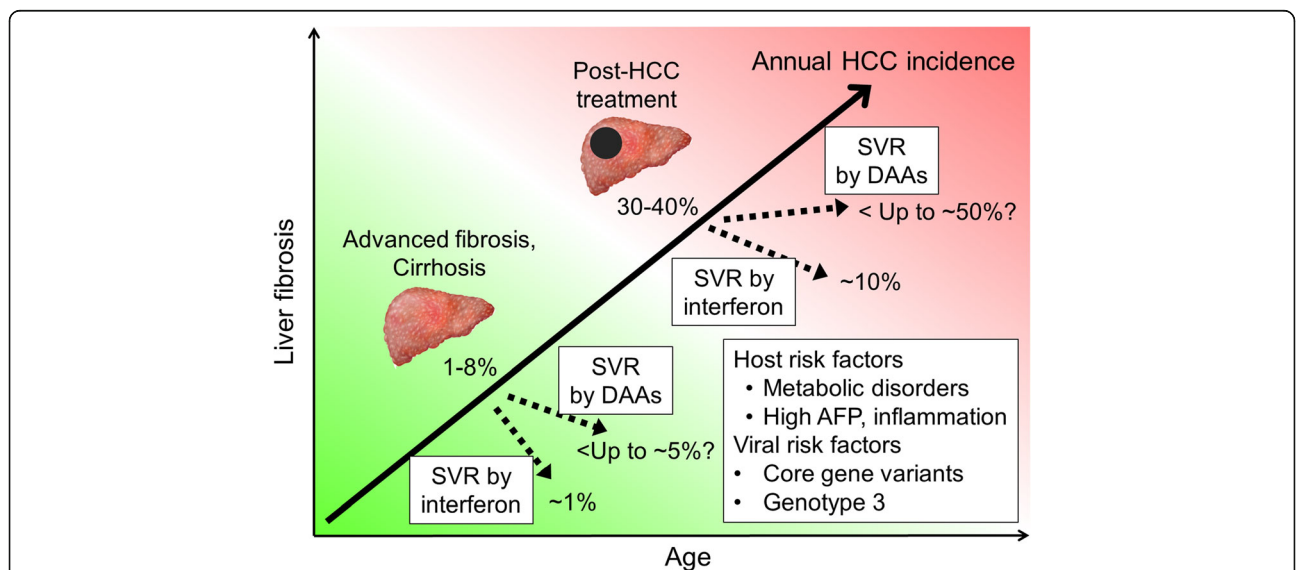 Annual HCC incidence
Post-HCC
treatment
SVR
by DAAs
30-40%
< Up to ~50%?
Advanced fibrosis,
Cirrhosis
SVR by
interferon
~10%
Liver fibrosis
1-8%
SVR
by DAAs
<Up to ~5%?
SVR by
interferon
~1%
Host risk factors
• Metabolic disorders
• High AFP, inflammation
Viral risk factors
• Core gene variants
• Genotype 3
Age